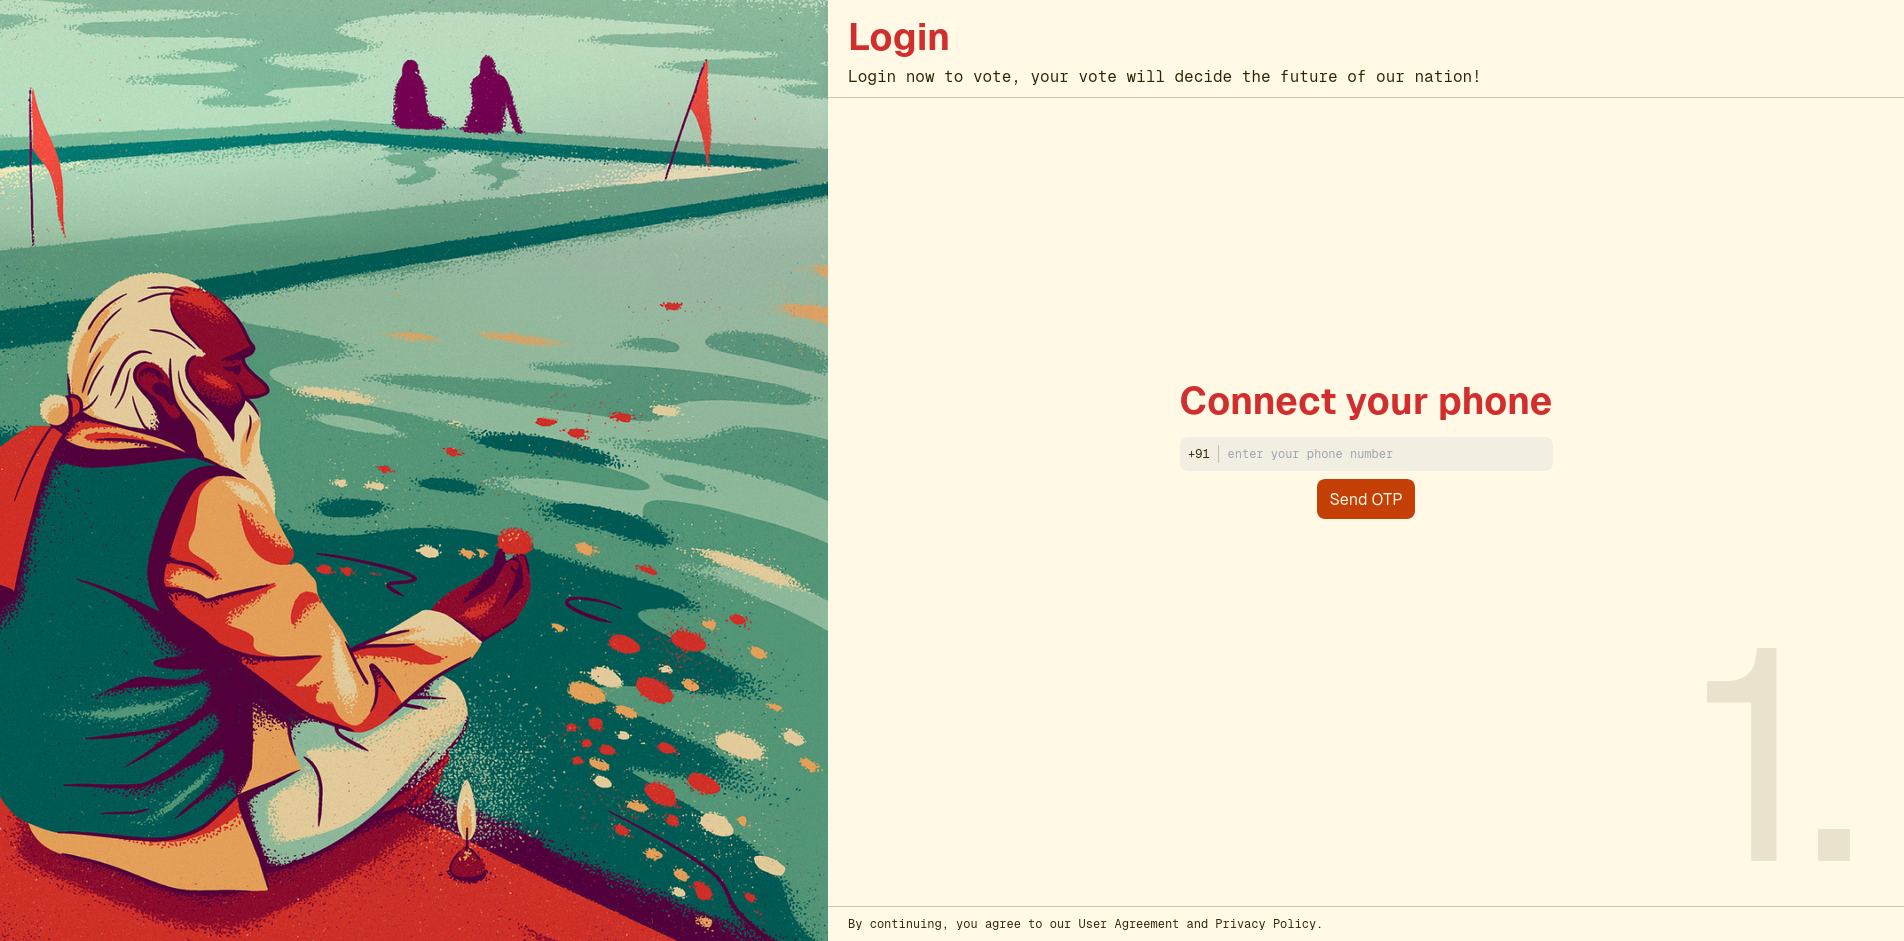 Login
Login now to vote, your vote will decide the future of our nation!
Connect your phone
+91 enter your phone number
Send OTP
1.
By continuing, you agree to our User Agreement and Privacy Policy.